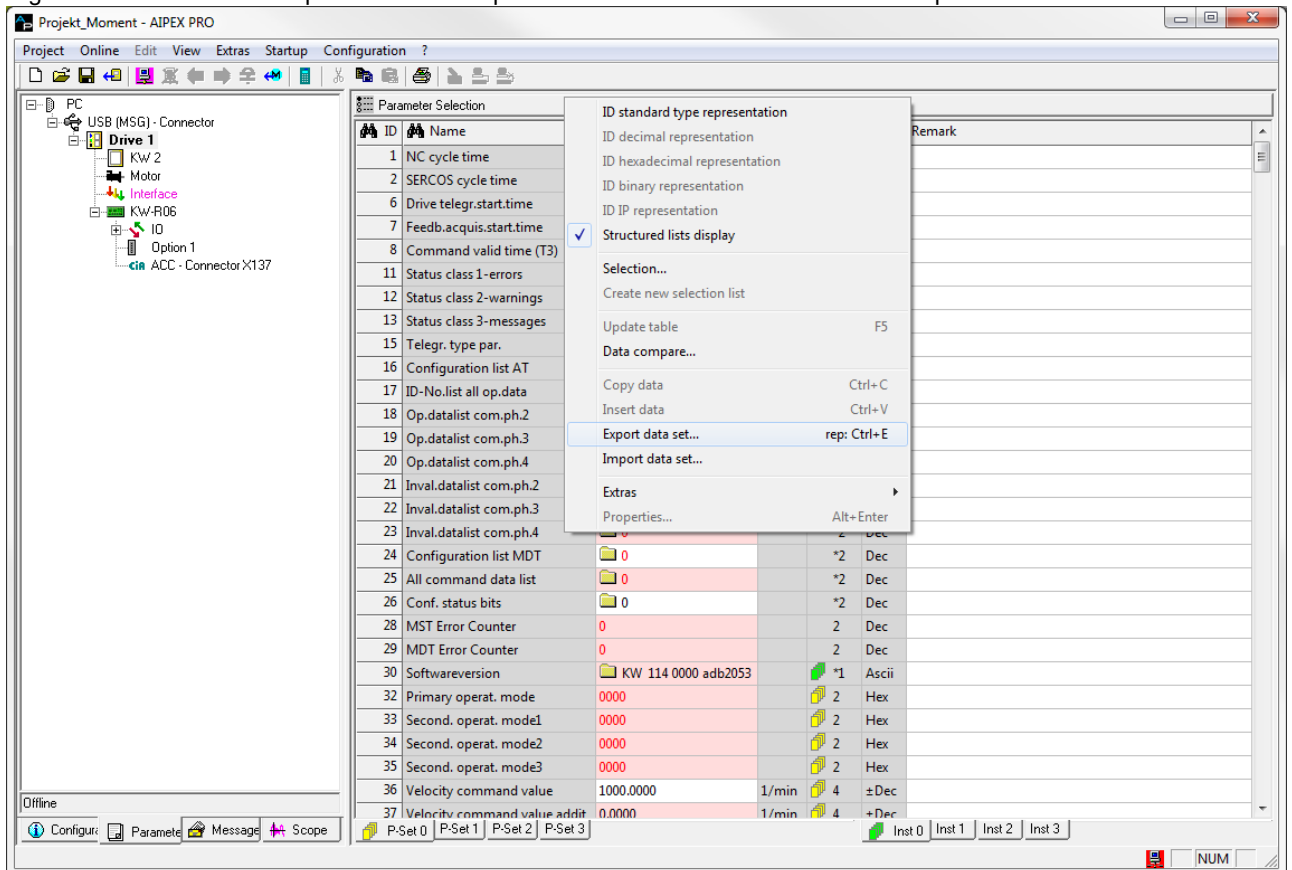 Projekt_Moment - AIPEX PRO
Project Online Edit View Extras Startup Configuration ?
PC
USB (MSG) - Connector
Drive 1
KW 2
Motor
Interface
KW-R06
IO
Option 1
CiA ACC - Connector X137
Offline
Configura Paramete Message Scope
Parameter Selection
ID Name Remark
1 NC cycle time
2 SERCOS cycle time
6 Drive telegr.start.time
7 Feedb.acquis.start.time
8 Command valid time (T3)
11 Status class 1-errors
12 Status class 2-warnings
13 Status class 3-messages
15 Telegr. type par.
16 Configuration list AT
17 ID-No.list all op.data
18 Op.datalist com.ph.2
19 Op.datalist com.ph.3
20 Op.datalist com.ph.4
21 Inval.datalist com.ph.2
22 Inval.datalist com.ph.3
23 Inval.datalist com.ph.4
24 Configuration list MDT 0 *2 Dec
25 All command data list 0 *2 Dec
26 Conf. status bits 0 *2 Dec
28 MST Error Counter 0 2 Dec
29 MDT Error Counter 0 2 Dec
30 Softwareversion KW 114 0000 adb2053 *1 Ascii
32 Primary operat. mode 0000 2 Hex
33 Second. operat. mode1 0000 2 Hex
34 Second. operat. mode2 0000 2 Hex
35 Second. operat. mode3 0000 2 Hex
36 Velocity command value 1000.0000 1/min 4 ±Dec
37 Velocity command value addit 0.0000 1/min 4 ±Dec
ID standard type representation
ID decimal representation
ID hexadecimal representation
ID binary representation
ID IP representation
Structured lists display
Selection...
Create new selection list
Update table F5
Data compare...
Copy data Ctrl+C
Insert data Ctrl+V
Export data set... rep: Ctrl+E
Import data set...
Extras
Properties... Alt+Enter
P-Set 0 P-Set 1 P-Set 2 P-Set 3
Inst 0 Inst 1 Inst 2 Inst 3
NUM